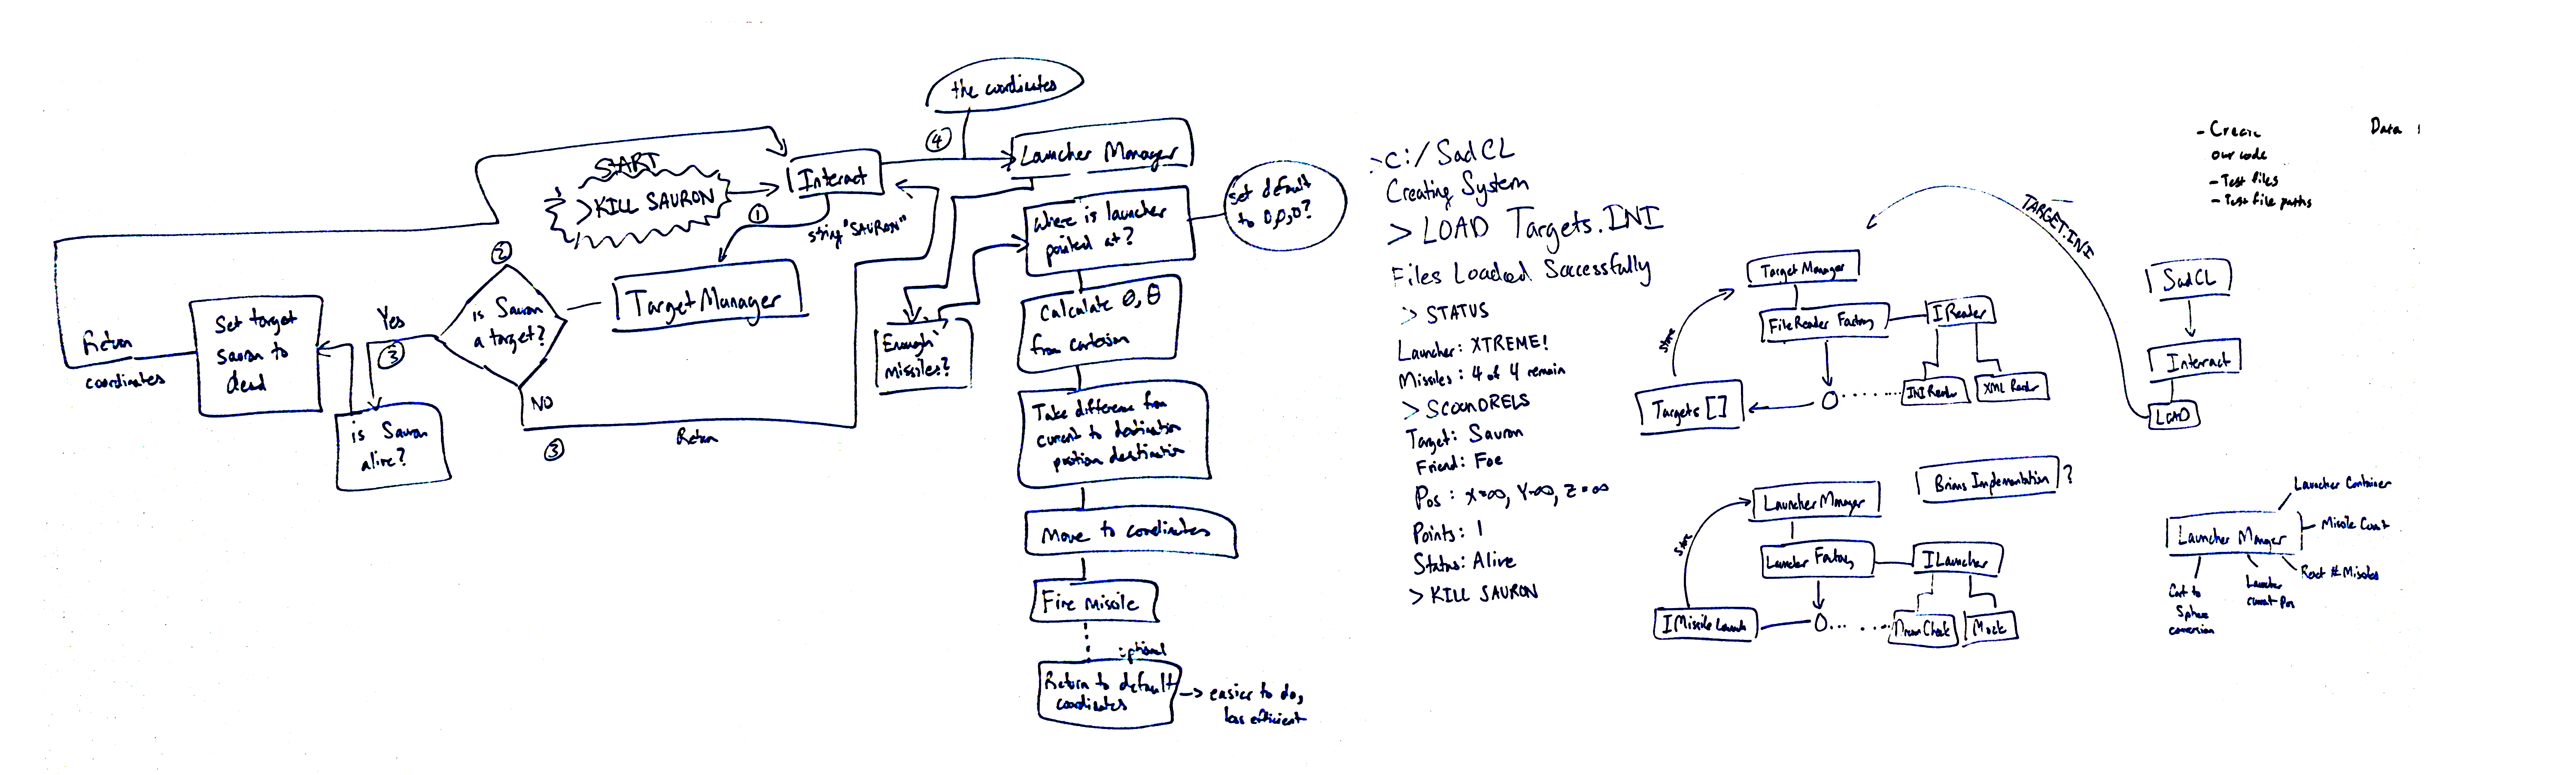 the coordinates
④
START
>KILL SAURON
Interact
Launcher Manager
①
string "SAURON"
②
is Sauron
a target?
Target Manager
Yes
③
NO
③
Return
Return
coordinates
Set target
Sauron to
dead
is Sauron
alive?
Enough
missiles?
Where is launcher
pointed at?
set default
to 0,0,0?
Calculate Θ, Θ
from cartesian
Take difference from
current to destination
position destination
Move to coordinates
Fire missile
optional
Return to default
coordinates
-> easier to do,
less efficient
>C:/SadCL
Creating System
> LOAD Targets.INI
Files Loaded Successfully
> STATUS
Launcher: XTREME!
Missiles: 4 of 4 remain
> SCOUNDRELS
Target: Sauron
Friend: Foe
Pos: X=∞, Y=∞, Z=∞
Points: 1
Status: Alive
> KILL SAURON
Target Manager
FileReader Factory
IReader
INI Reader
XML Reader
Targets []
Store
TARGET.INI
SadCL
Interact
LOAD
- Create
our code
- Test files
- Test file paths
Data
Launcher Manager
Launcher Factory
ILauncher
Store
IMissile Launch
Mock
Brians Implementation ?
Launcher Manger
Launcher Container
Missile Count
Reset # Missiles
Launcher
current Pos
Cart to
Sphere
conversion